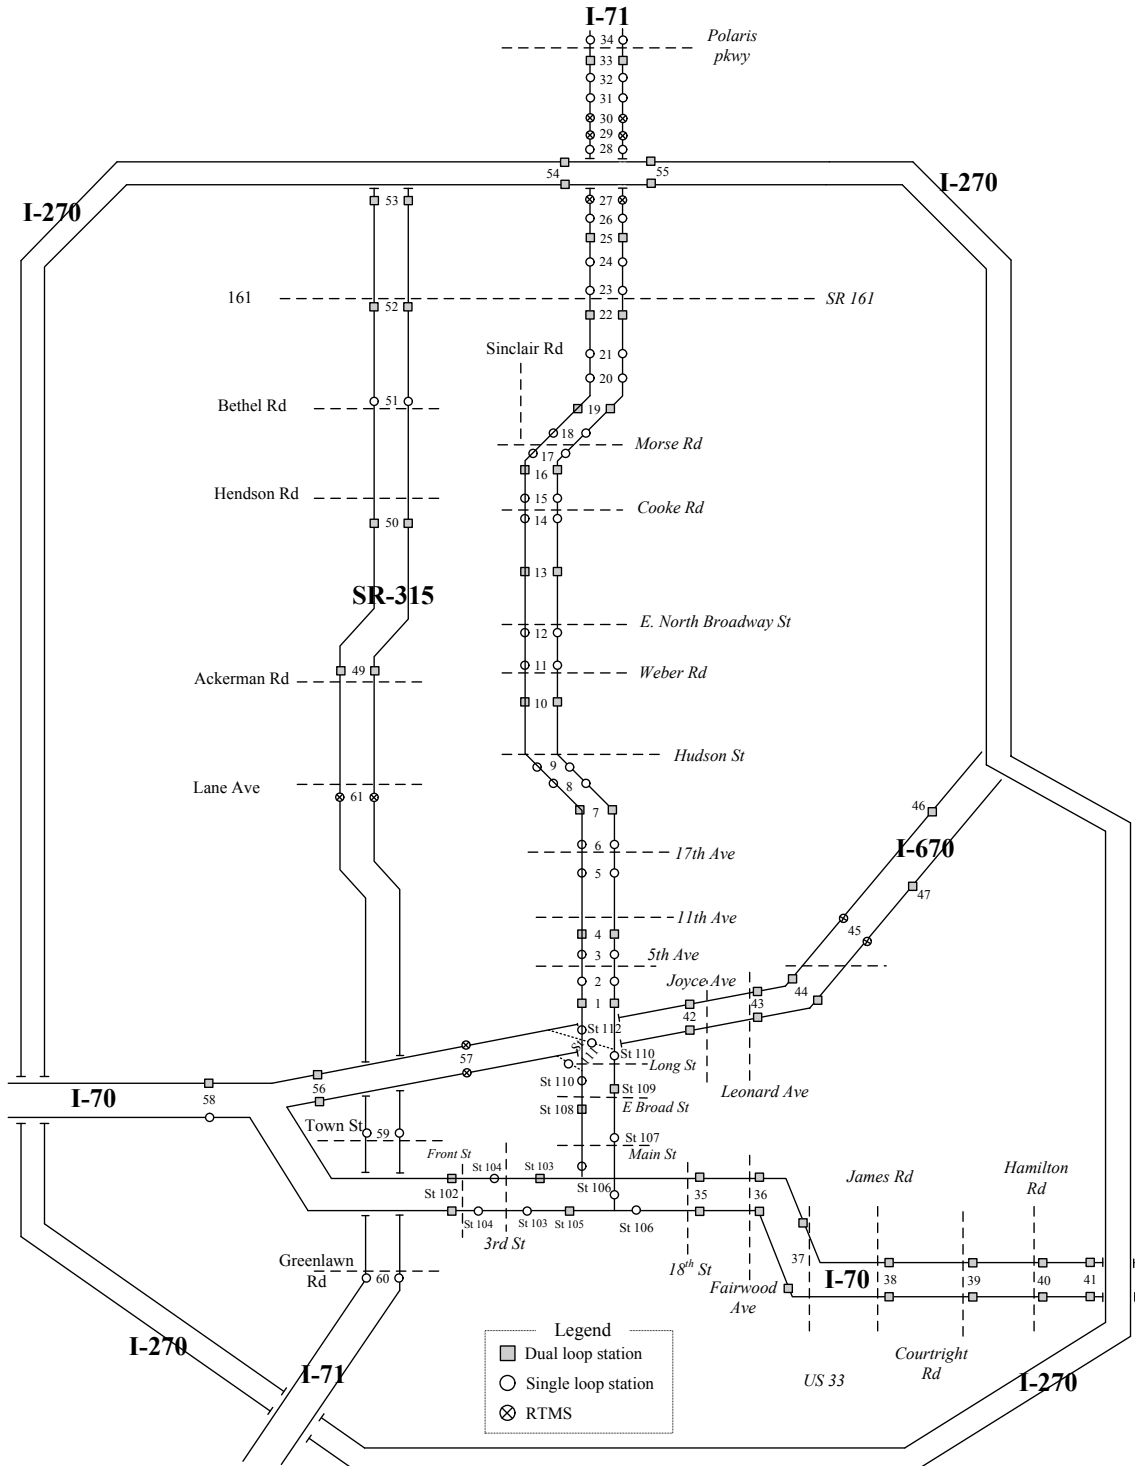 I-71
34
Polaris
pkwy
33
32
31
30
29
28
54
55
I-270
I-270
53
27
26
25
24
23
161
SR 161
52
22
Sinclair Rd
21
20
Bethel Rd
51
19
18
Morse Rd
17
16
Hendson Rd
15
Cooke Rd
14
50
13
SR-315
E. North Broadway St
12
11
Weber Rd
49
Ackerman Rd
10
Hudson St
9
8
Lane Ave
61
7
46
6
17th Ave
I-670
5
47
11th Ave
4
45
5th Ave
3
Joyce Ave
2
44
1
43
42
St 112
St 111
57
St 110
Long St
56
St 110
St 109
Leonard Ave
I-70
58
St 108
E Broad St
Town St
59
St 107
Front St
St 104
St 103
Main St
James Rd
Hamilton
Rd
St 102
St 106
35
36
St 104
St 103
St 105
St 106
3rd St
37
Greenlawn
Rd
60
18th St
Fairwood
Ave
I-70
38
39
40
41
Legend
Dual loop station
Single loop station
RTMS
I-270
I-71
US 33
Courtright
Rd
I-270